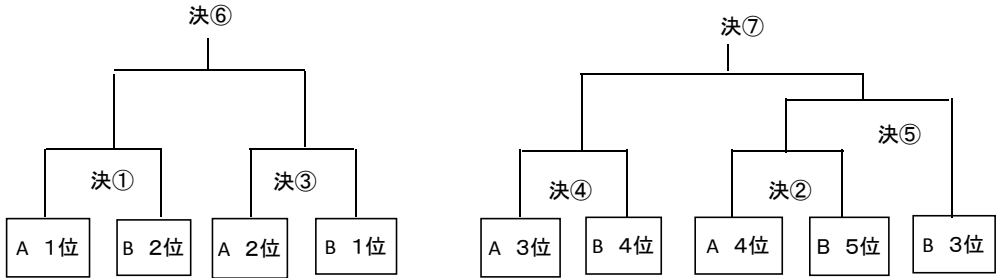 決⑥
決⑦
決⑤
決①
決③
決④
決②
A 1位
B 2位
A 2位
B 1位
A 3位
B 4位
A 4位
B 5位
B 3位